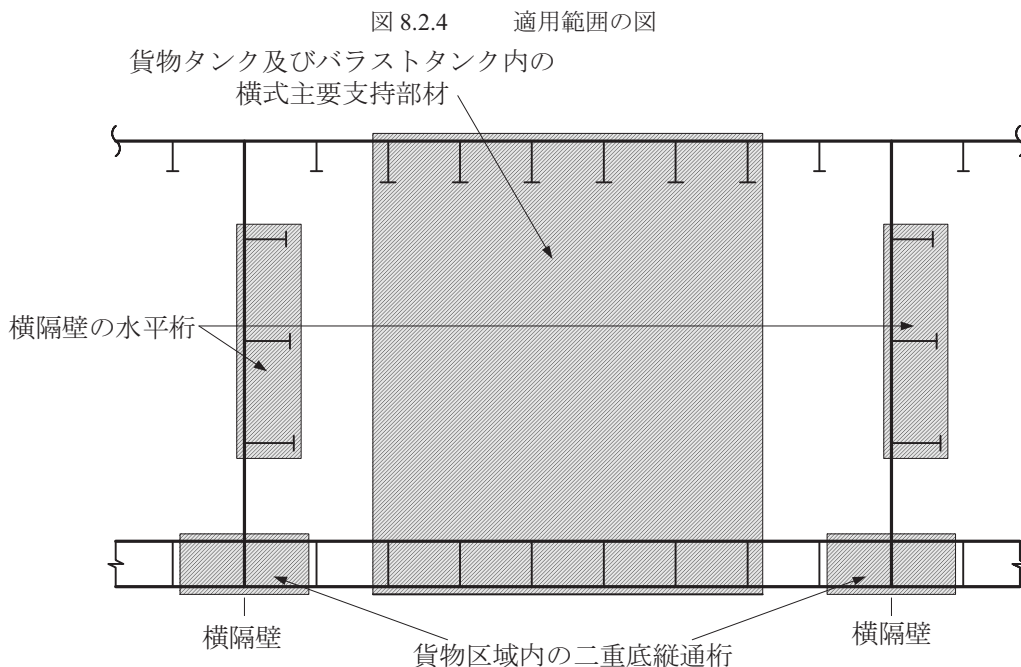 図 8.2.4 適用範囲の図
貨物タンク及びバラストタンク内の
横式主要支持部材
横隔壁の水平桁
横隔壁
横隔壁
貨物区域内の二重底縦通桁